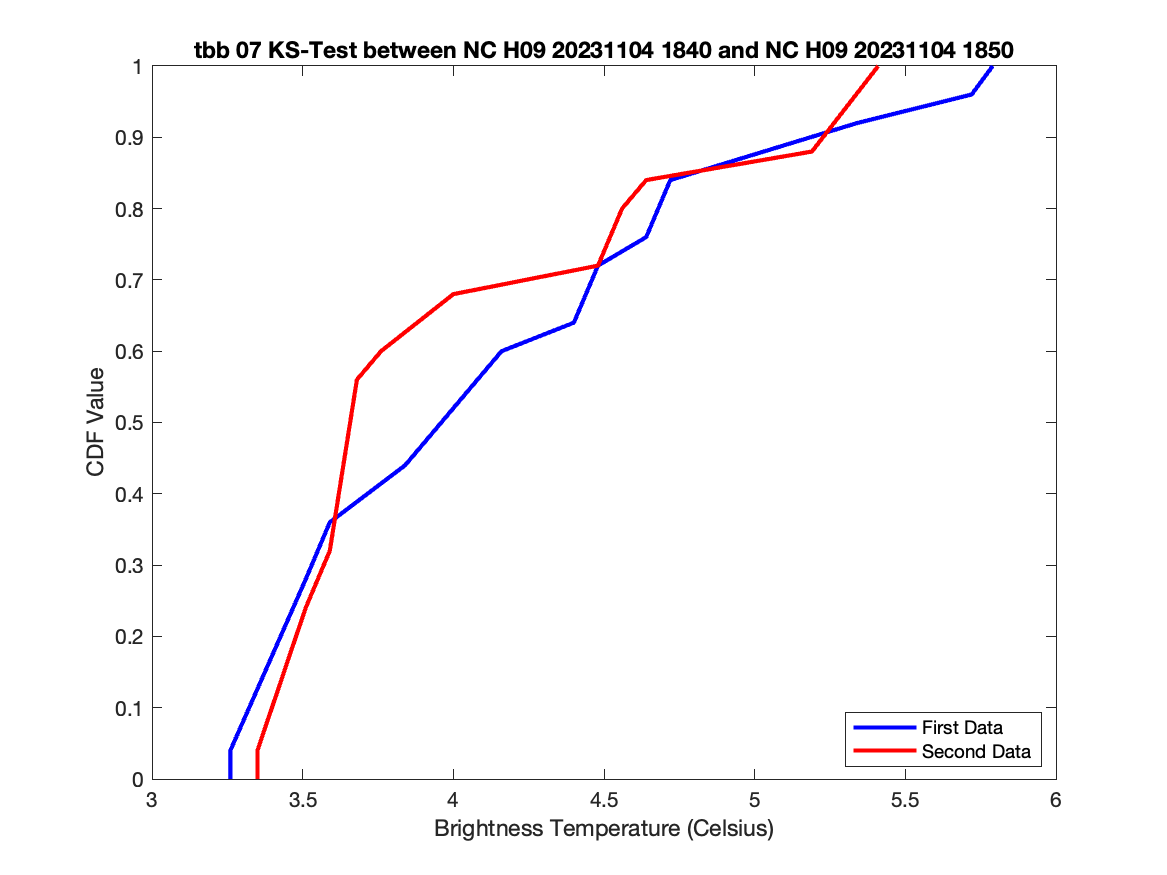 tbb 07 KS-Test between NC H09 20231104 1840 and NC H09 20231104 1850
1
0.9
0.8
0.7
0.6
0.5
0.4
0.3
0.2
0.1
0
CDF Value
First Data
Second Data
3 3.5 4 4.5 5 5.5 6
Brightness Temperature (Celsius)